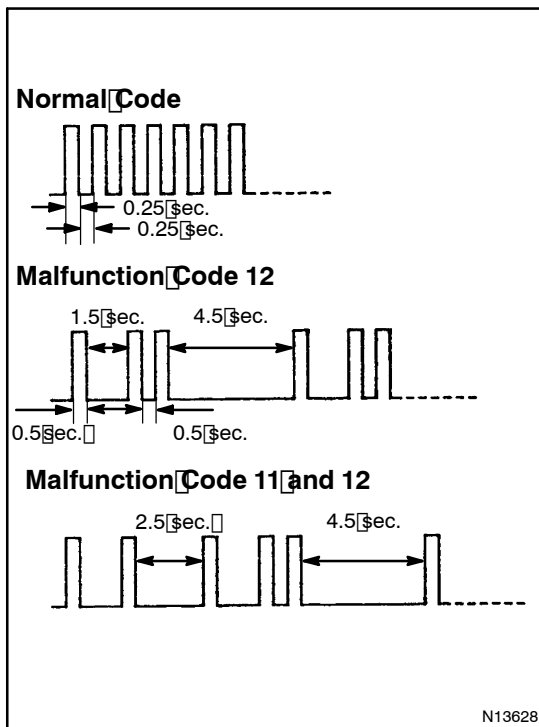 Normal Code
0.25 sec.
0.25 sec.
Malfunction Code 12
1.5 sec. 4.5 sec.
0.5 sec. 0.5 sec.
Malfunction Code 11 and 12
2.5 sec. 4.5 sec.
N13628